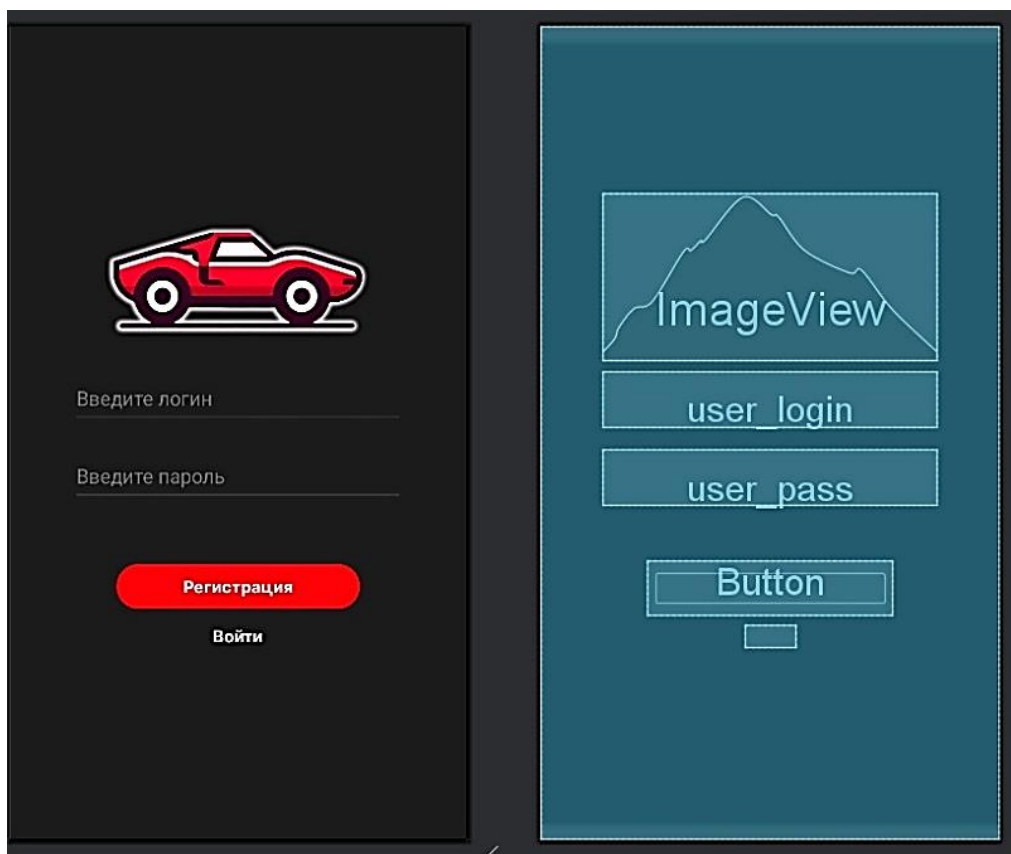 Введите логин
Введите пароль
Регистрация
Войти
ImageView
user_login
user_pass
Button